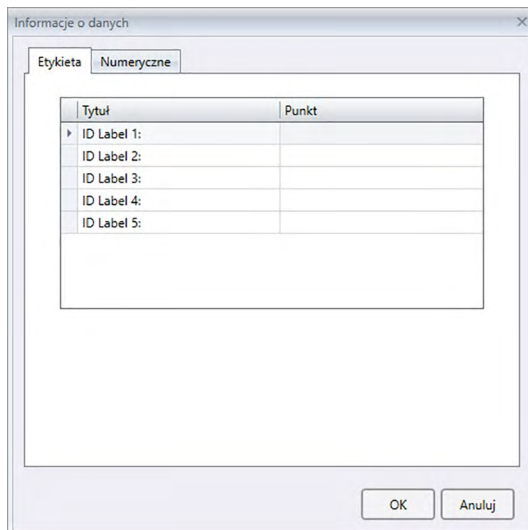 Informacje o danych
Etykieta Numeryczne
Tytuł Punkt
ID Label 1:
ID Label 2:
ID Label 3:
ID Label 4:
ID Label 5:
OK Anuluj